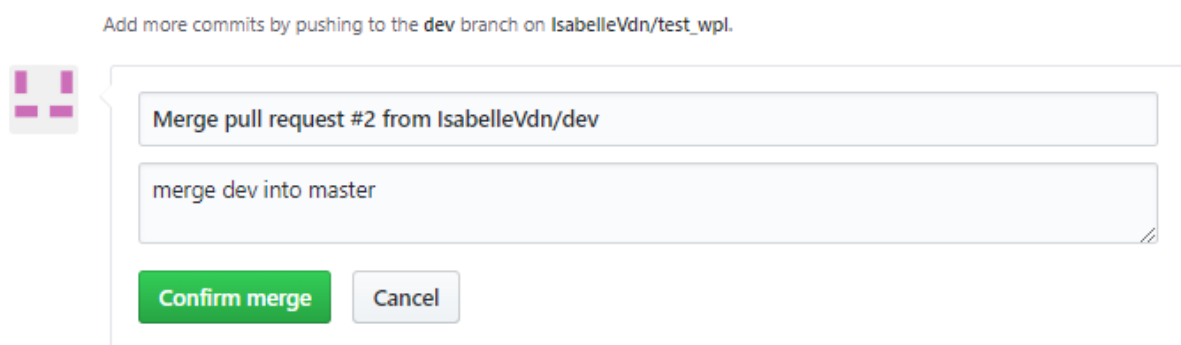 Add more commits by pushing to the dev branch on IsabelleVdn/test_wpl.
Merge pull request #2 from IsabelleVdn/dev
merge dev into master
Confirm merge
Cancel